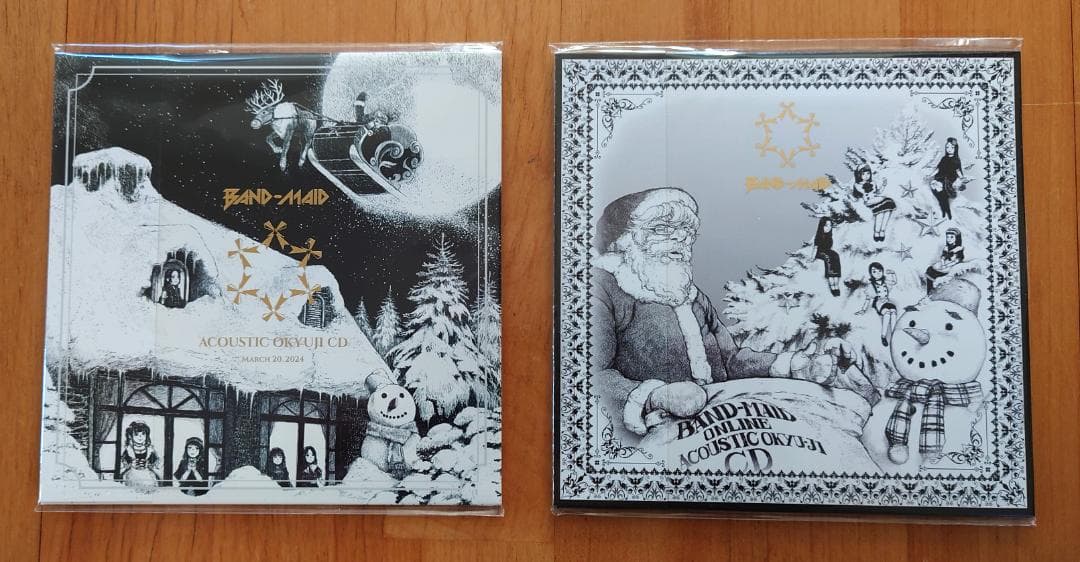 BAND-MAID
ACOUSTIC OKYUJI CD
MARCH 20, 2024
BAND-MAID
BAND-MAID
ONLINE
ACOUSTIC OKYU-JI
CD